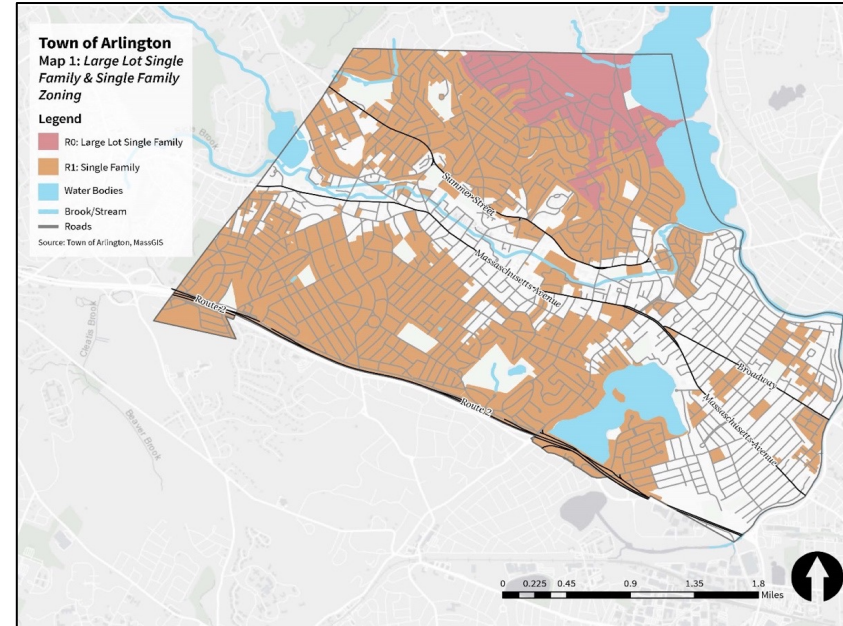 Town of Arlington
Map 1: Large Lot Single
Family & Single Family
Zoning
Legend
R0: Large Lot Single Family
R1: Single Family
Water Bodies
Brook/Stream
Roads
Source: Town of Arlington, MassGIS
Brook
Summer Street
Massachusetts Avenue
Route 2
Clematis Brook
Beaver Brook
Route 2
Broadway
Massachusetts Avenue
0 0.225 0.45 0.9 1.35 1.8
Miles